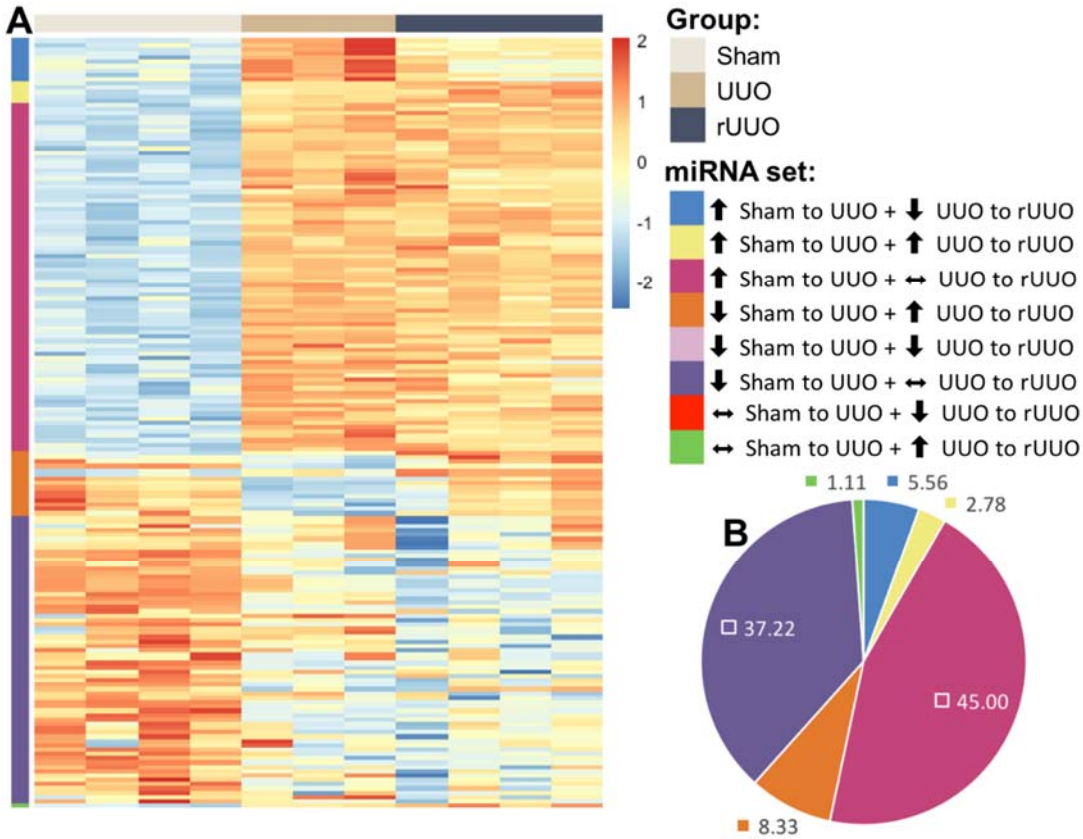 A
2
1
0
-1
-2
Group:
Sham
UUO
rUUO
miRNA set:
↑ Sham to UUO + ↓ UUO to rUUO
↑ Sham to UUO + ↑ UUO to rUUO
↑ Sham to UUO + ↔ UUO to rUUO
↓ Sham to UUO + ↑ UUO to rUUO
↓ Sham to UUO + ↓ UUO to rUUO
↓ Sham to UUO + ↔ UUO to rUUO
↔ Sham to UUO + ↓ UUO to rUUO
↔ Sham to UUO + ↑ UUO to rUUO
B
1.11
5.56
2.78
37.22
45.00
8.33